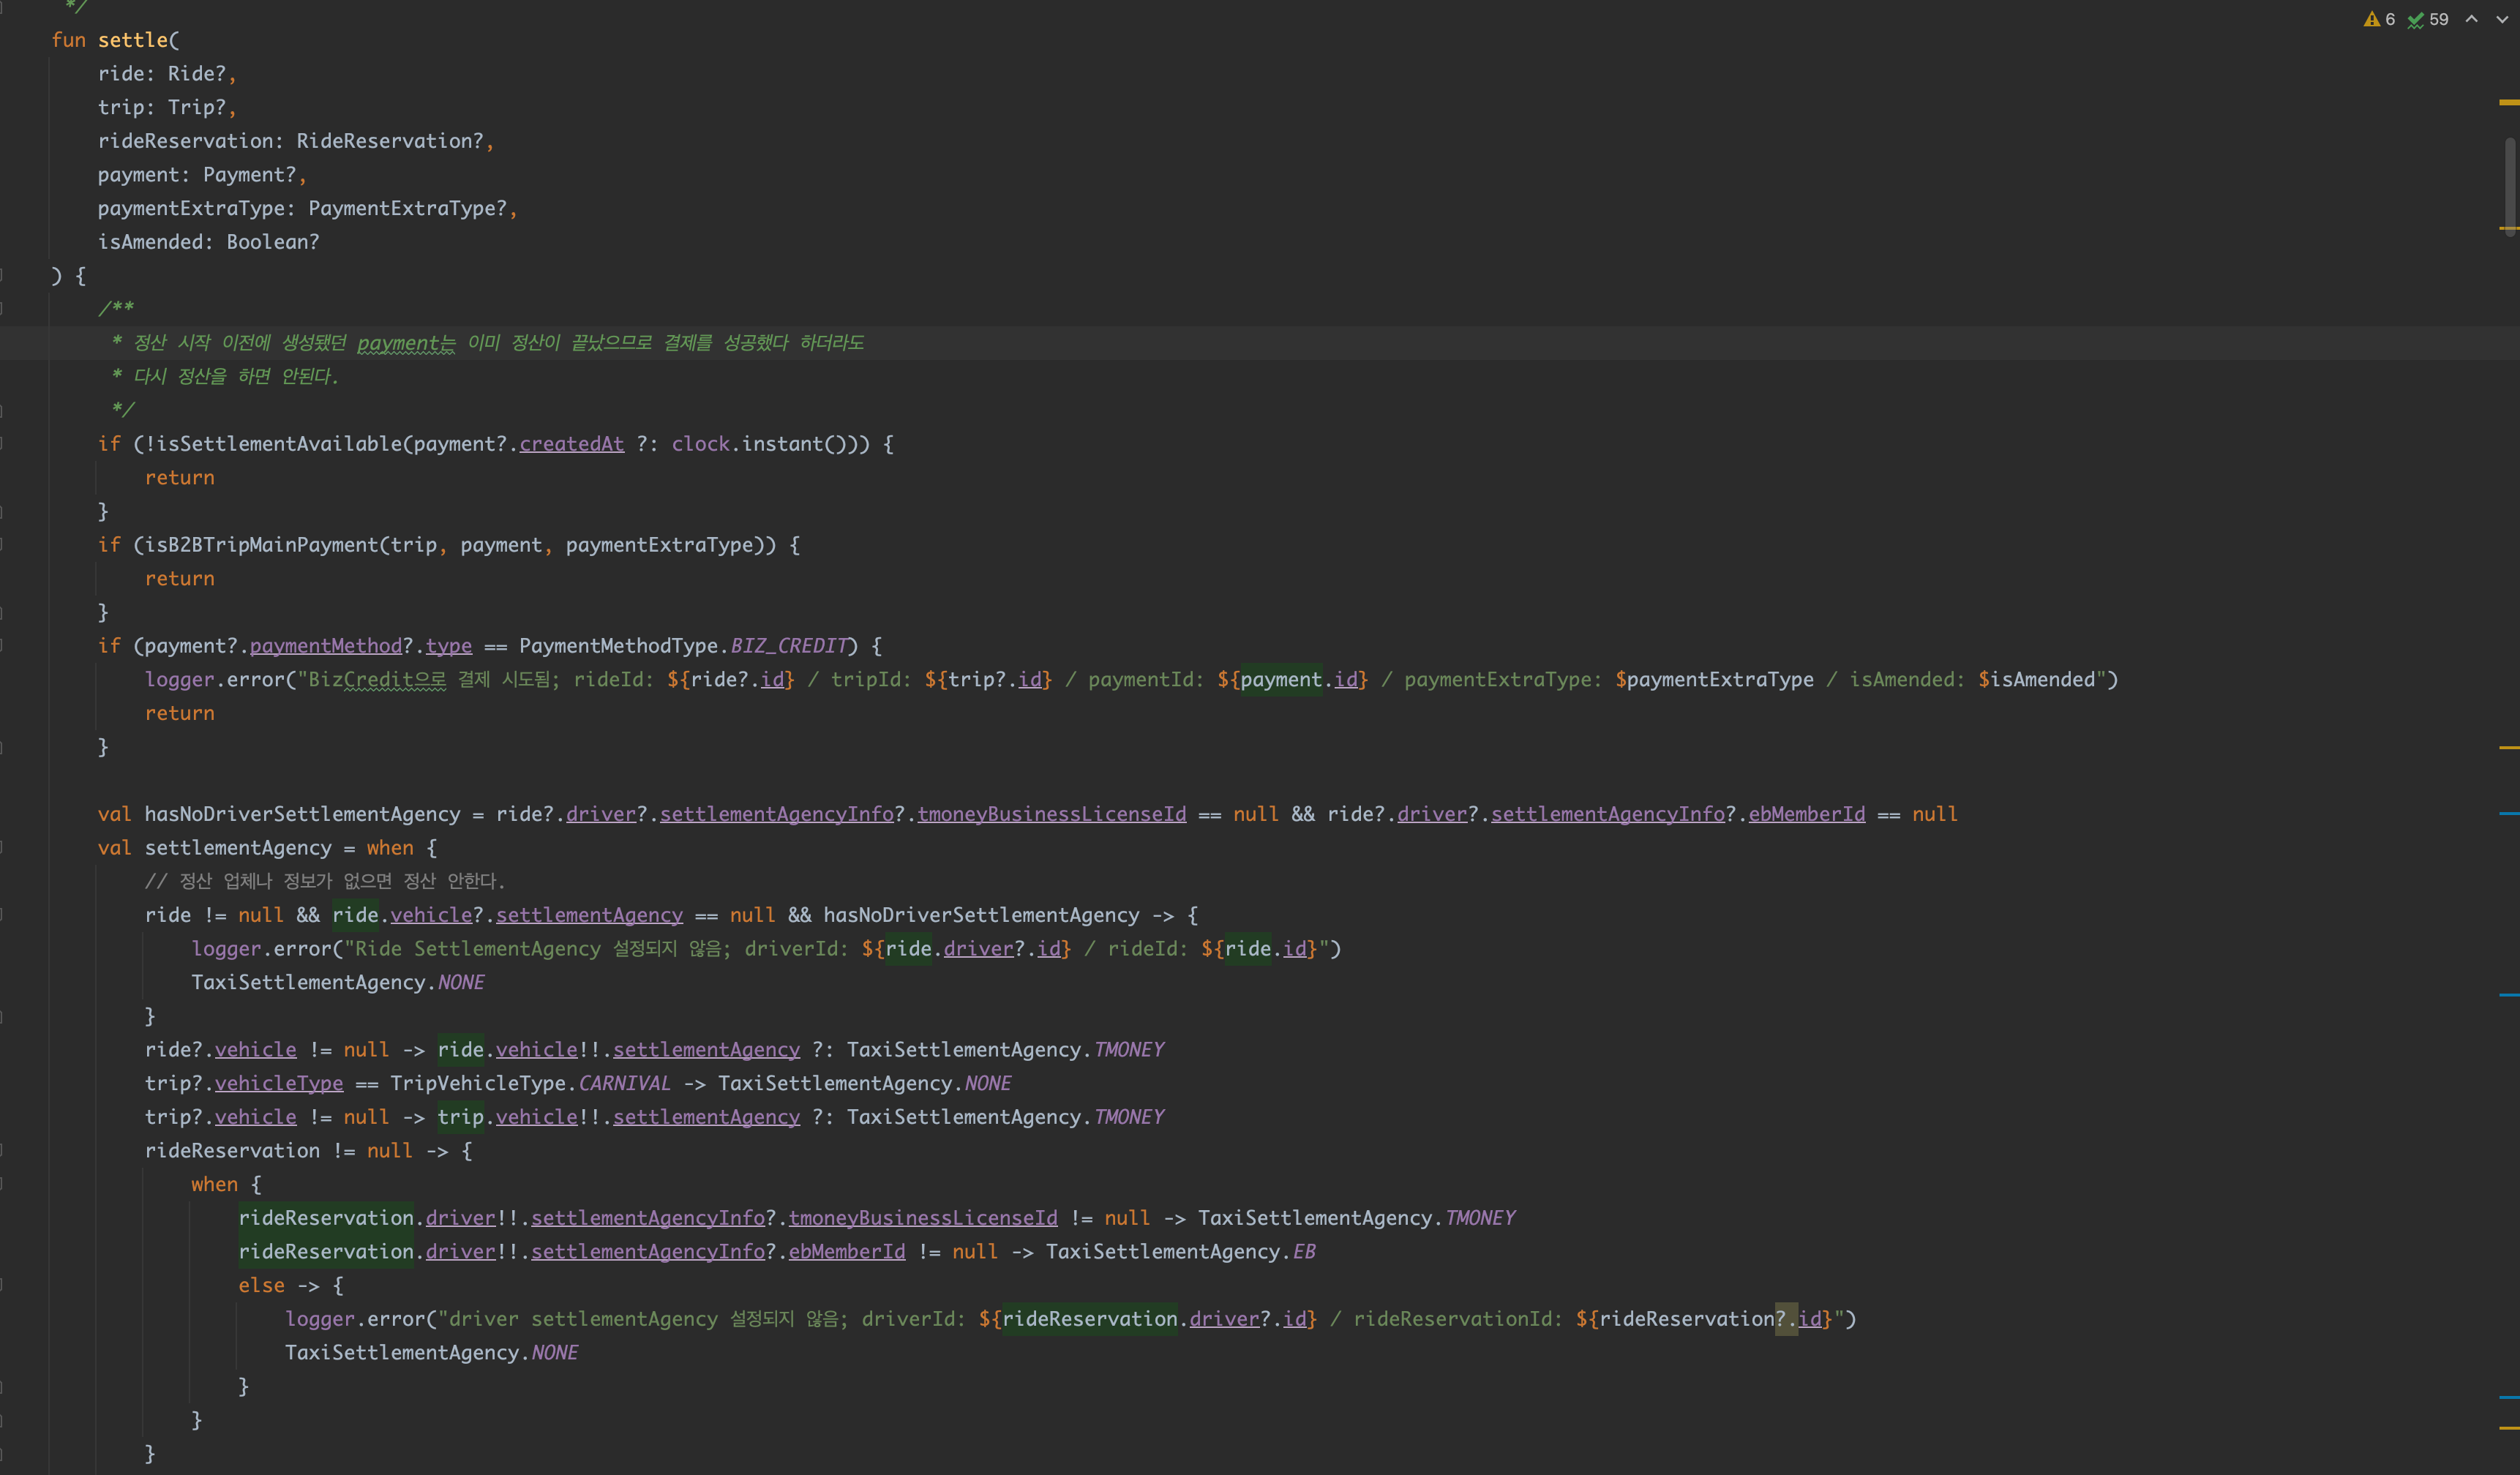 */
fun settle(
    ride: Ride?,
    trip: Trip?,
    rideReservation: RideReservation?,
    payment: Payment?,
    paymentExtraType: PaymentExtraType?,
    isAmended: Boolean?
) {
    /**
     * 정산 시작 이전에 생성됐던 payment는 이미 정산이 끝났으므로 결제를 성공했다 하더라도
     * 다시 정산을 하면 안된다.
     */
    if (!isSettlementAvailable(payment?.createdAt ?: clock.instant())) {
        return
    }
    if (isB2BTripMainPayment(trip, payment, paymentExtraType)) {
        return
    }
    if (payment?.paymentMethod?.type == PaymentMethodType.BIZ_CREDIT) {
        logger.error("BizCredit으로 결제 시도됨; rideId: ${ride?.id} / tripId: ${trip?.id} / paymentId: ${payment.id} / paymentExtraType: $paymentExtraType / isAmended: $isAmended")
        return
    }
    val hasNoDriverSettlementAgency = ride?.driver?.settlementAgencyInfo?.tmoneyBusinessLicenseId == null && ride?.driver?.settlementAgencyInfo?.ebMemberId == null
    val settlementAgency = when {
        // 정산 업체나 정보가 없으면 정산 안한다.
        ride != null && ride.vehicle?.settlementAgency == null && hasNoDriverSettlementAgency -> {
            logger.error("Ride SettlementAgency 설정되지 않음; driverId: ${ride.driver?.id} / rideId: ${ride.id}")
            TaxiSettlementAgency.NONE
        }
        ride?.vehicle != null -> ride.vehicle!!.settlementAgency ?: TaxiSettlementAgency.TMONEY
        trip?.vehicleType == TripVehicleType.CARNIVAL -> TaxiSettlementAgency.NONE
        trip?.vehicle != null -> trip.vehicle!!.settlementAgency ?: TaxiSettlementAgency.TMONEY
        rideReservation != null -> {
            when {
                rideReservation.driver!!.settlementAgencyInfo?.tmoneyBusinessLicenseId != null -> TaxiSettlementAgency.TMONEY
                rideReservation.driver!!.settlementAgencyInfo?.ebMemberId != null -> TaxiSettlementAgency.EB
                else -> {
                    logger.error("driver settlementAgency 설정되지 않음; driverId: ${rideReservation.driver?.id} / rideReservationId: ${rideReservation?.id}")
                    TaxiSettlementAgency.NONE
                }
            }
        }
6 59